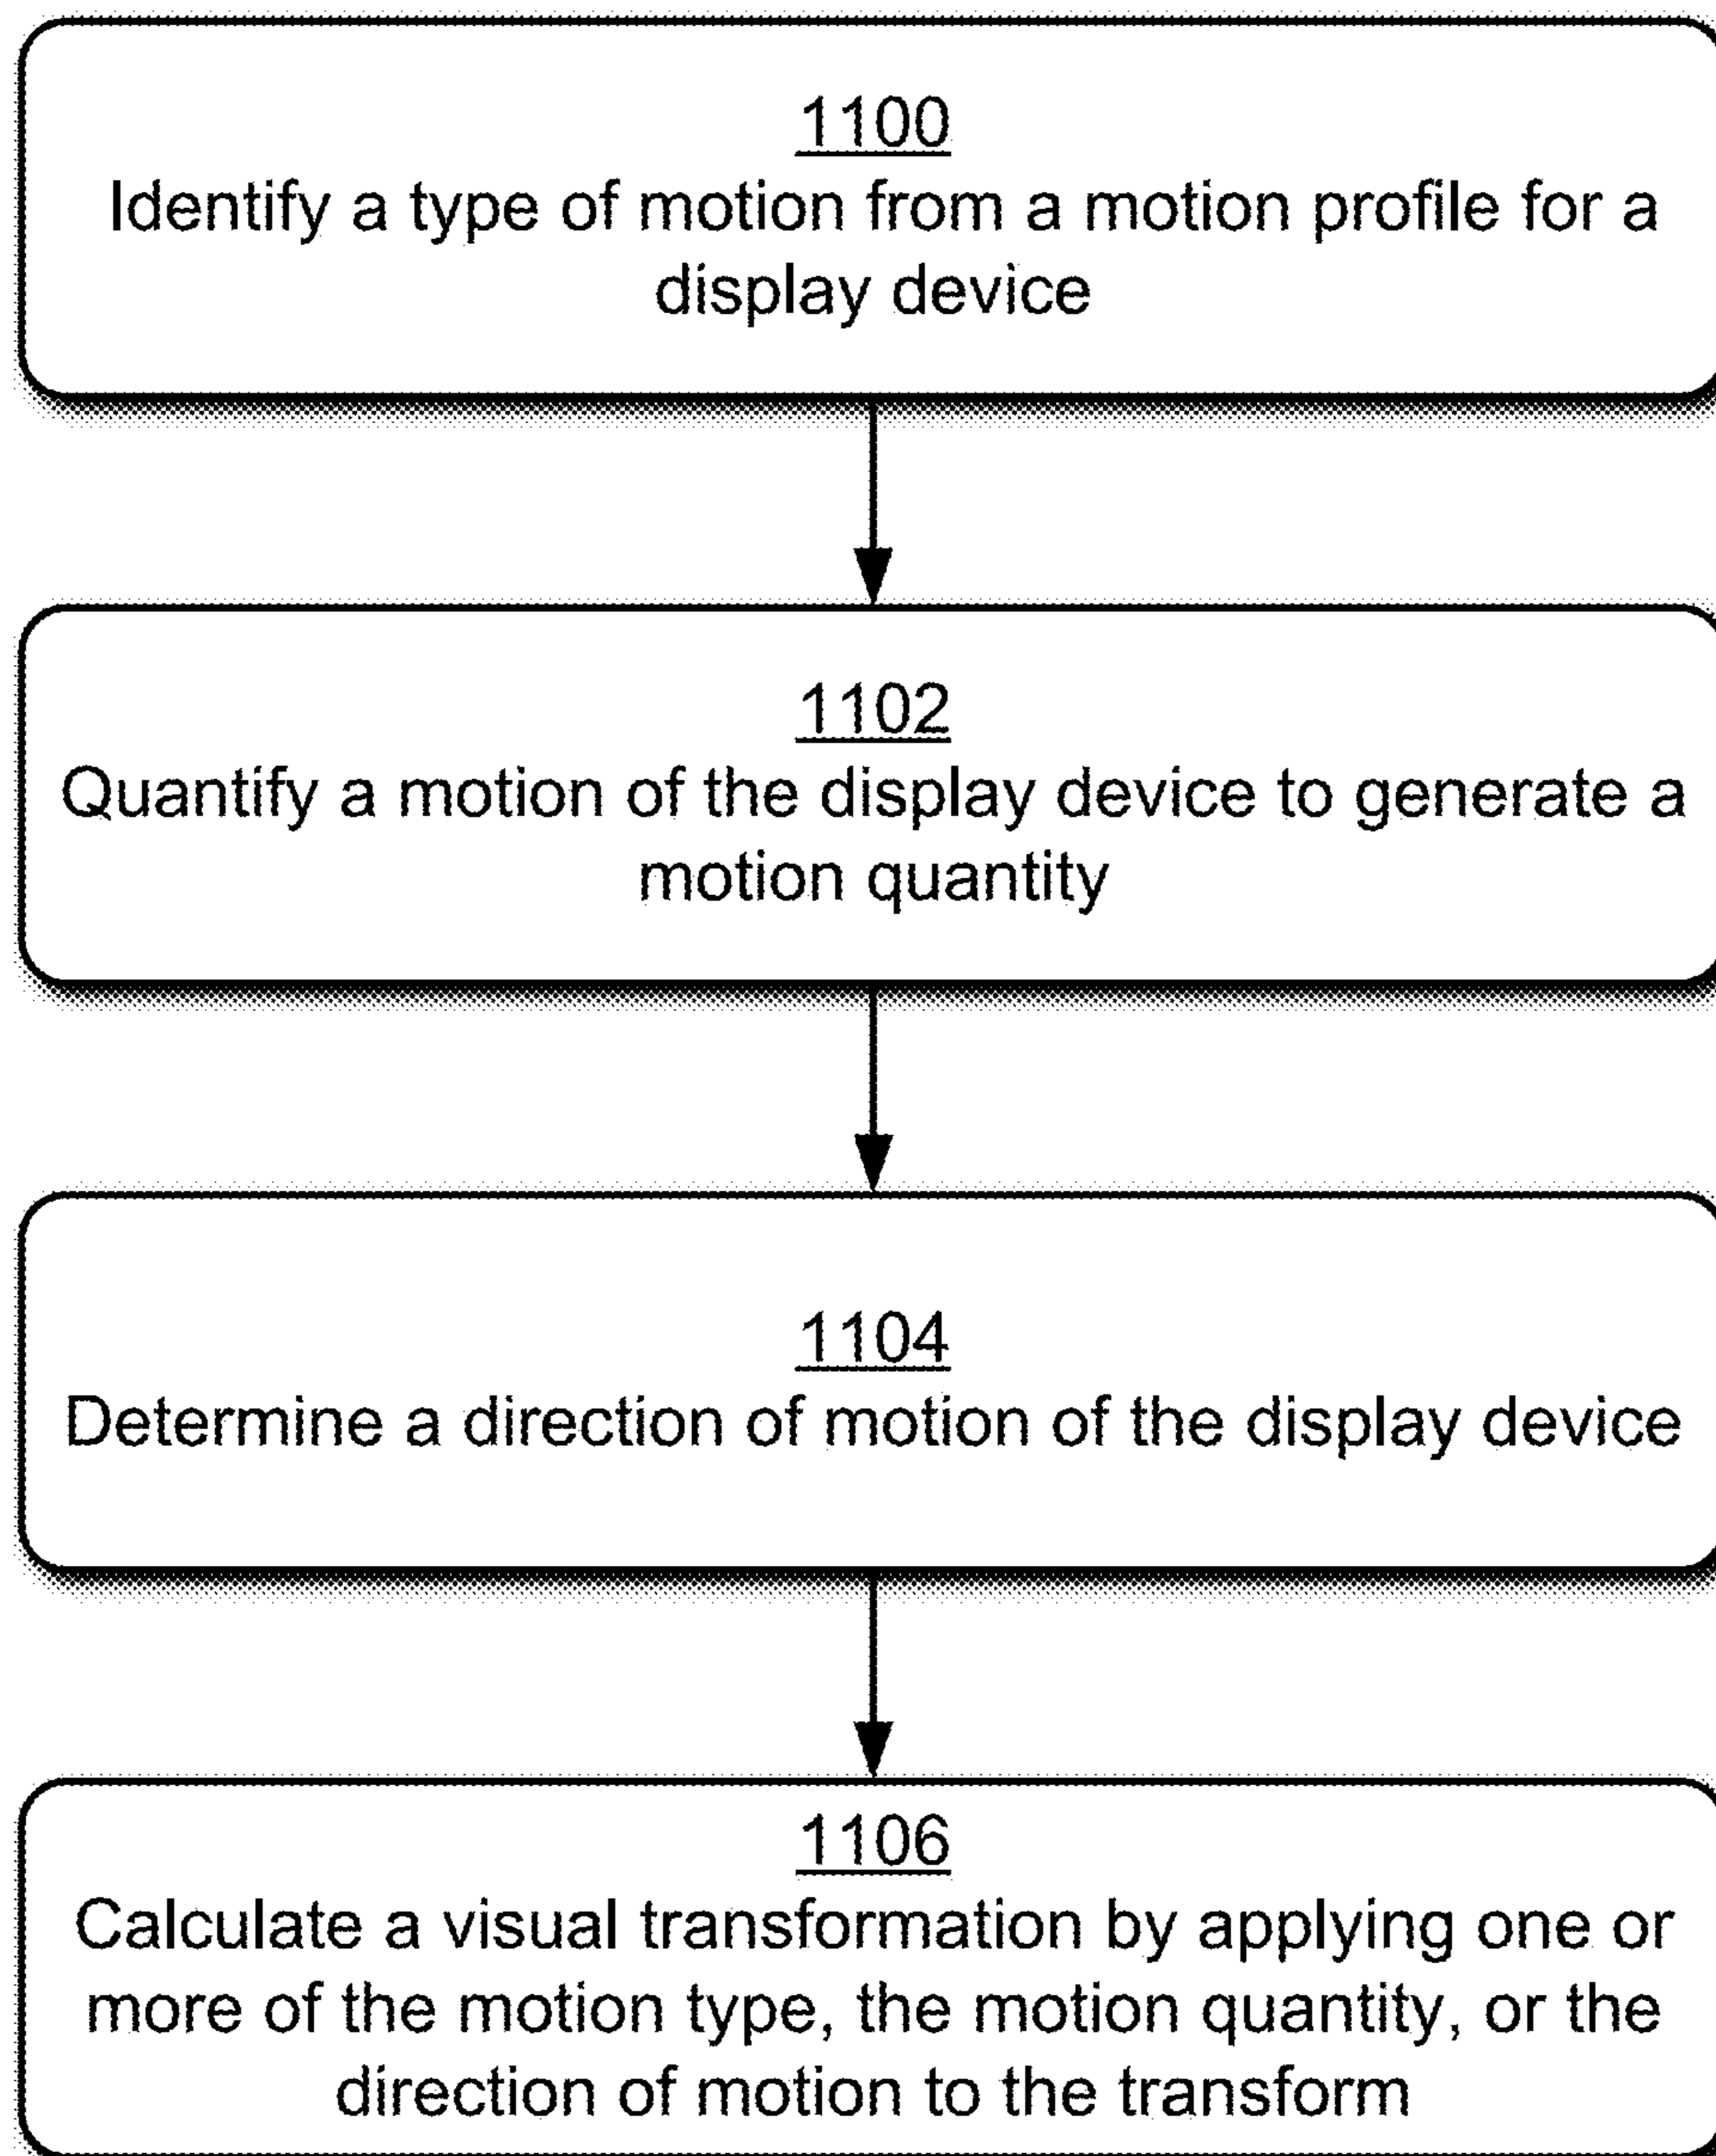 1100
Identify a type of motion from a motion profile for a
display device
1102
Quantify a motion of the display device to generate a
motion quantity
1104
Determine a direction of motion of the display device
1106
Calculate a visual transformation by applying one or
more of the motion type, the motion quantity, or the
direction of motion to the transform